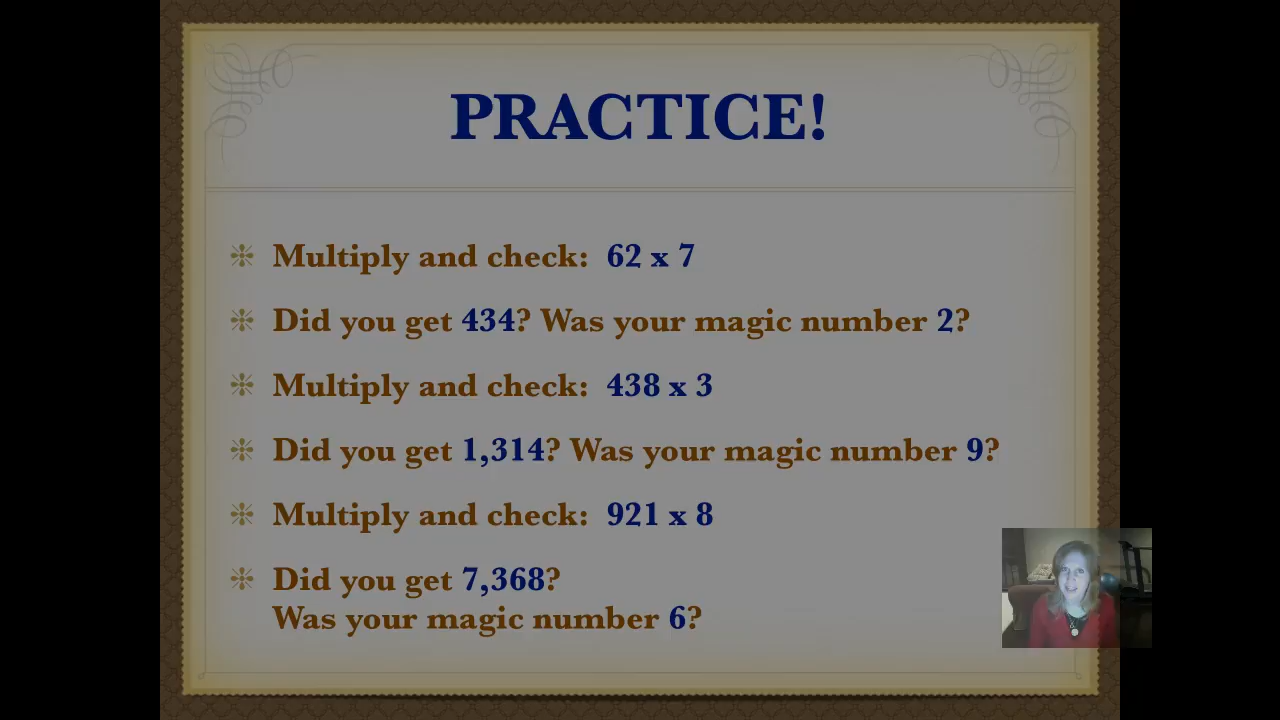 PRACTICE!
Multiply and check: 62 x 7
Did you get 434? Was your magic number 2?
Multiply and check: 438 x 3
Did you get 1,314? Was your magic number 9?
Multiply and check: 921 x 8
Did you get 7,368?
Was your magic number 6?